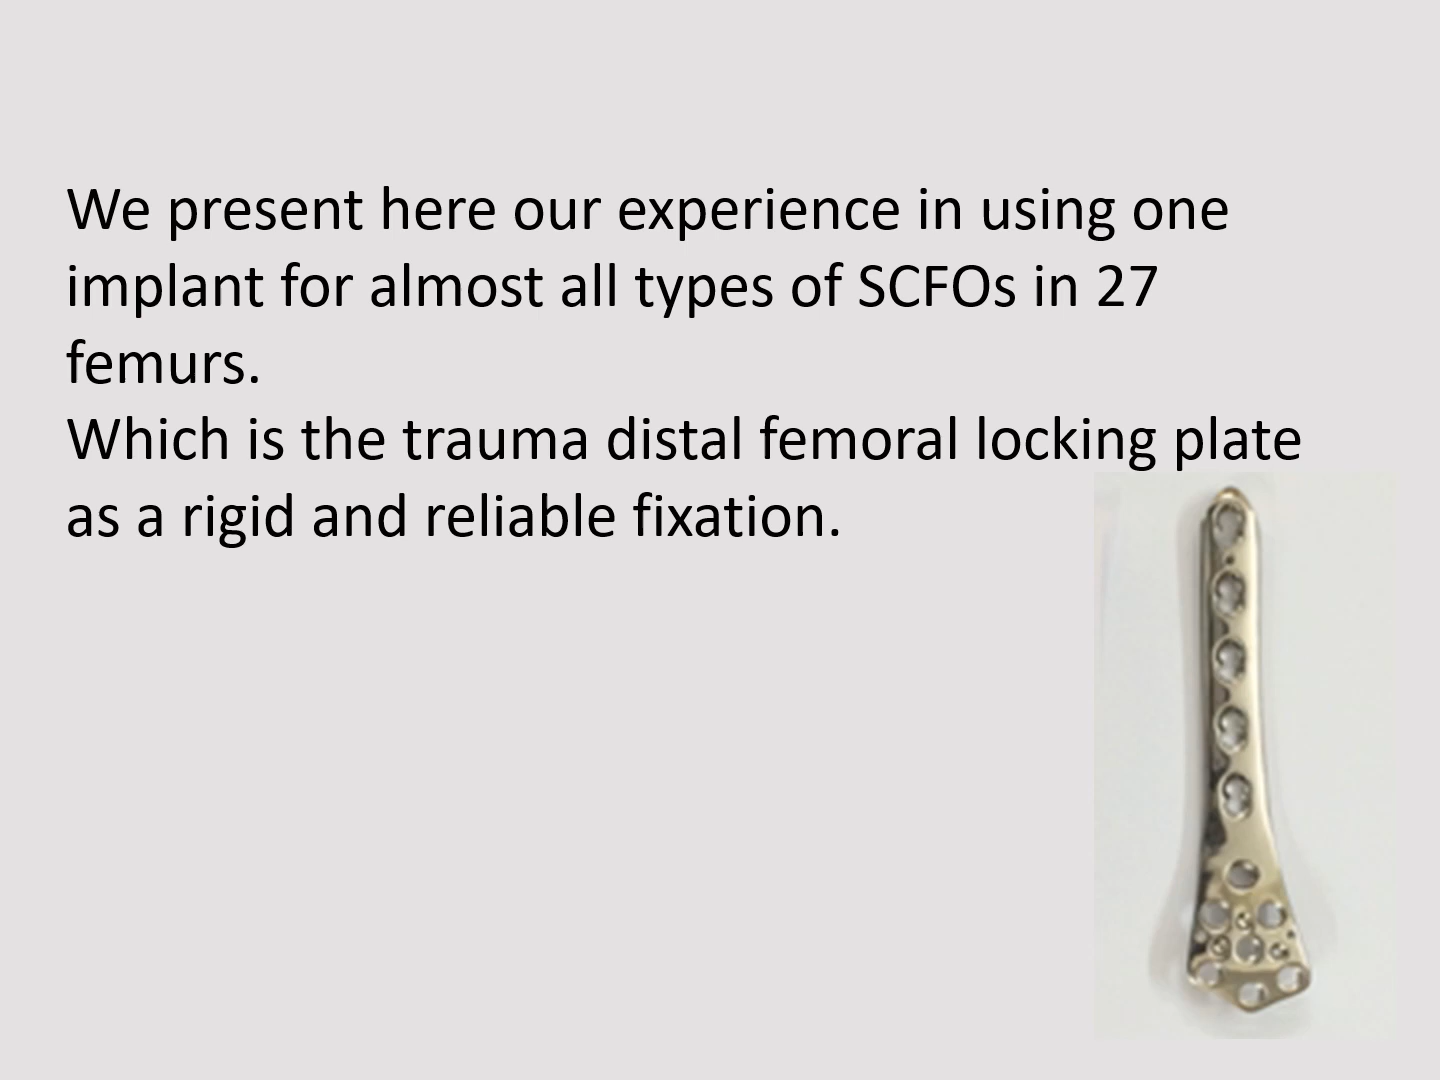 We present here our experience in using one
implant for almost all types of SCFOs in 27
femurs.
Which is the trauma distal femoral locking plate
as a rigid and reliable fixation.